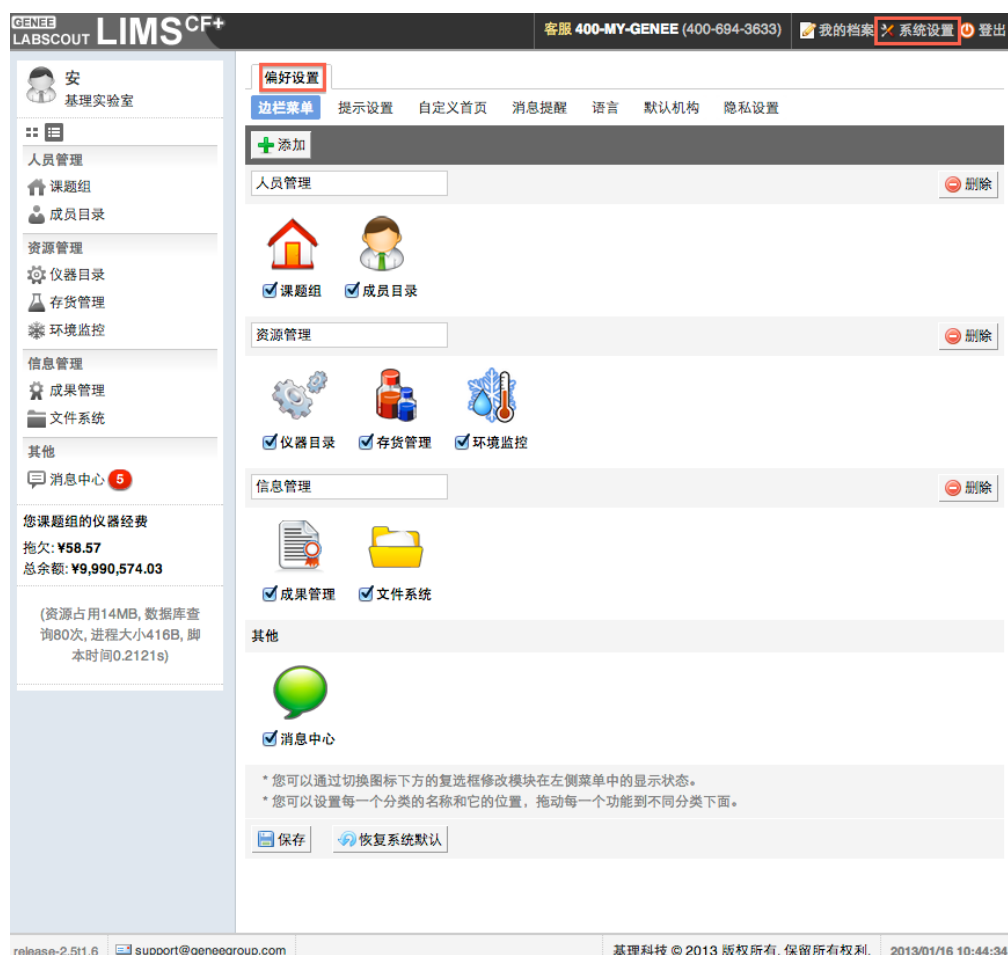 GENEE
LABSCOUT LIMS CF+
客服 400-MY-GENEE (400-694-3633)
我的档案
系统设置
登出
安
基理实验室
人员管理
课题组
成员目录
资源管理
仪器目录
存货管理
环境监控
信息管理
成果管理
文件系统
其他
消息中心 5
您课题组的仪器经费
拖欠: ¥58.57
总余额: ¥9,990,574.03
(资源占用14MB, 数据库查
询80次, 进程大小416B, 脚
本时间0.2121s)
偏好设置
边栏菜单 提示设置 自定义首页 消息提醒 语言 默认机构 隐私设置
添加
人员管理 删除
课题组 成员目录
资源管理 删除
仪器目录 存货管理 环境监控
信息管理 删除
成果管理 文件系统
其他
消息中心
* 您可以通过切换图标下方的复选框修改模块在左侧菜单中的显示状态。
* 您可以设置每一个分类的名称和它的位置，拖动每一个功能到不同分类下面。
保存 恢复系统默认
release-2.5t1.6 support@geneegroup.com 基理科技 © 2013 版权所有. 保留所有权利. 2013/01/16 10:44:34